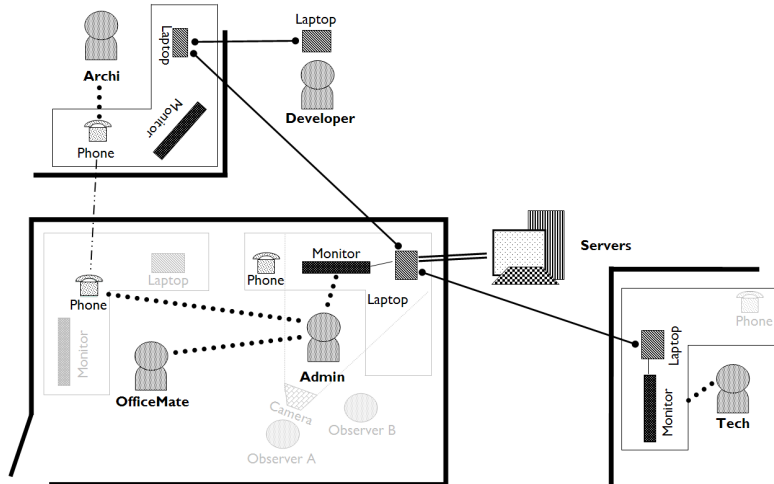 Laptop
Laptop
Archi
Developer
Monitor
Phone
Servers
Monitor
Phone
Laptop
Phone
Laptop
Phone
Phone
Monitor
Laptop
Admin
OfficeMate
Camera
Observer B
Observer A
Monitor
Tech